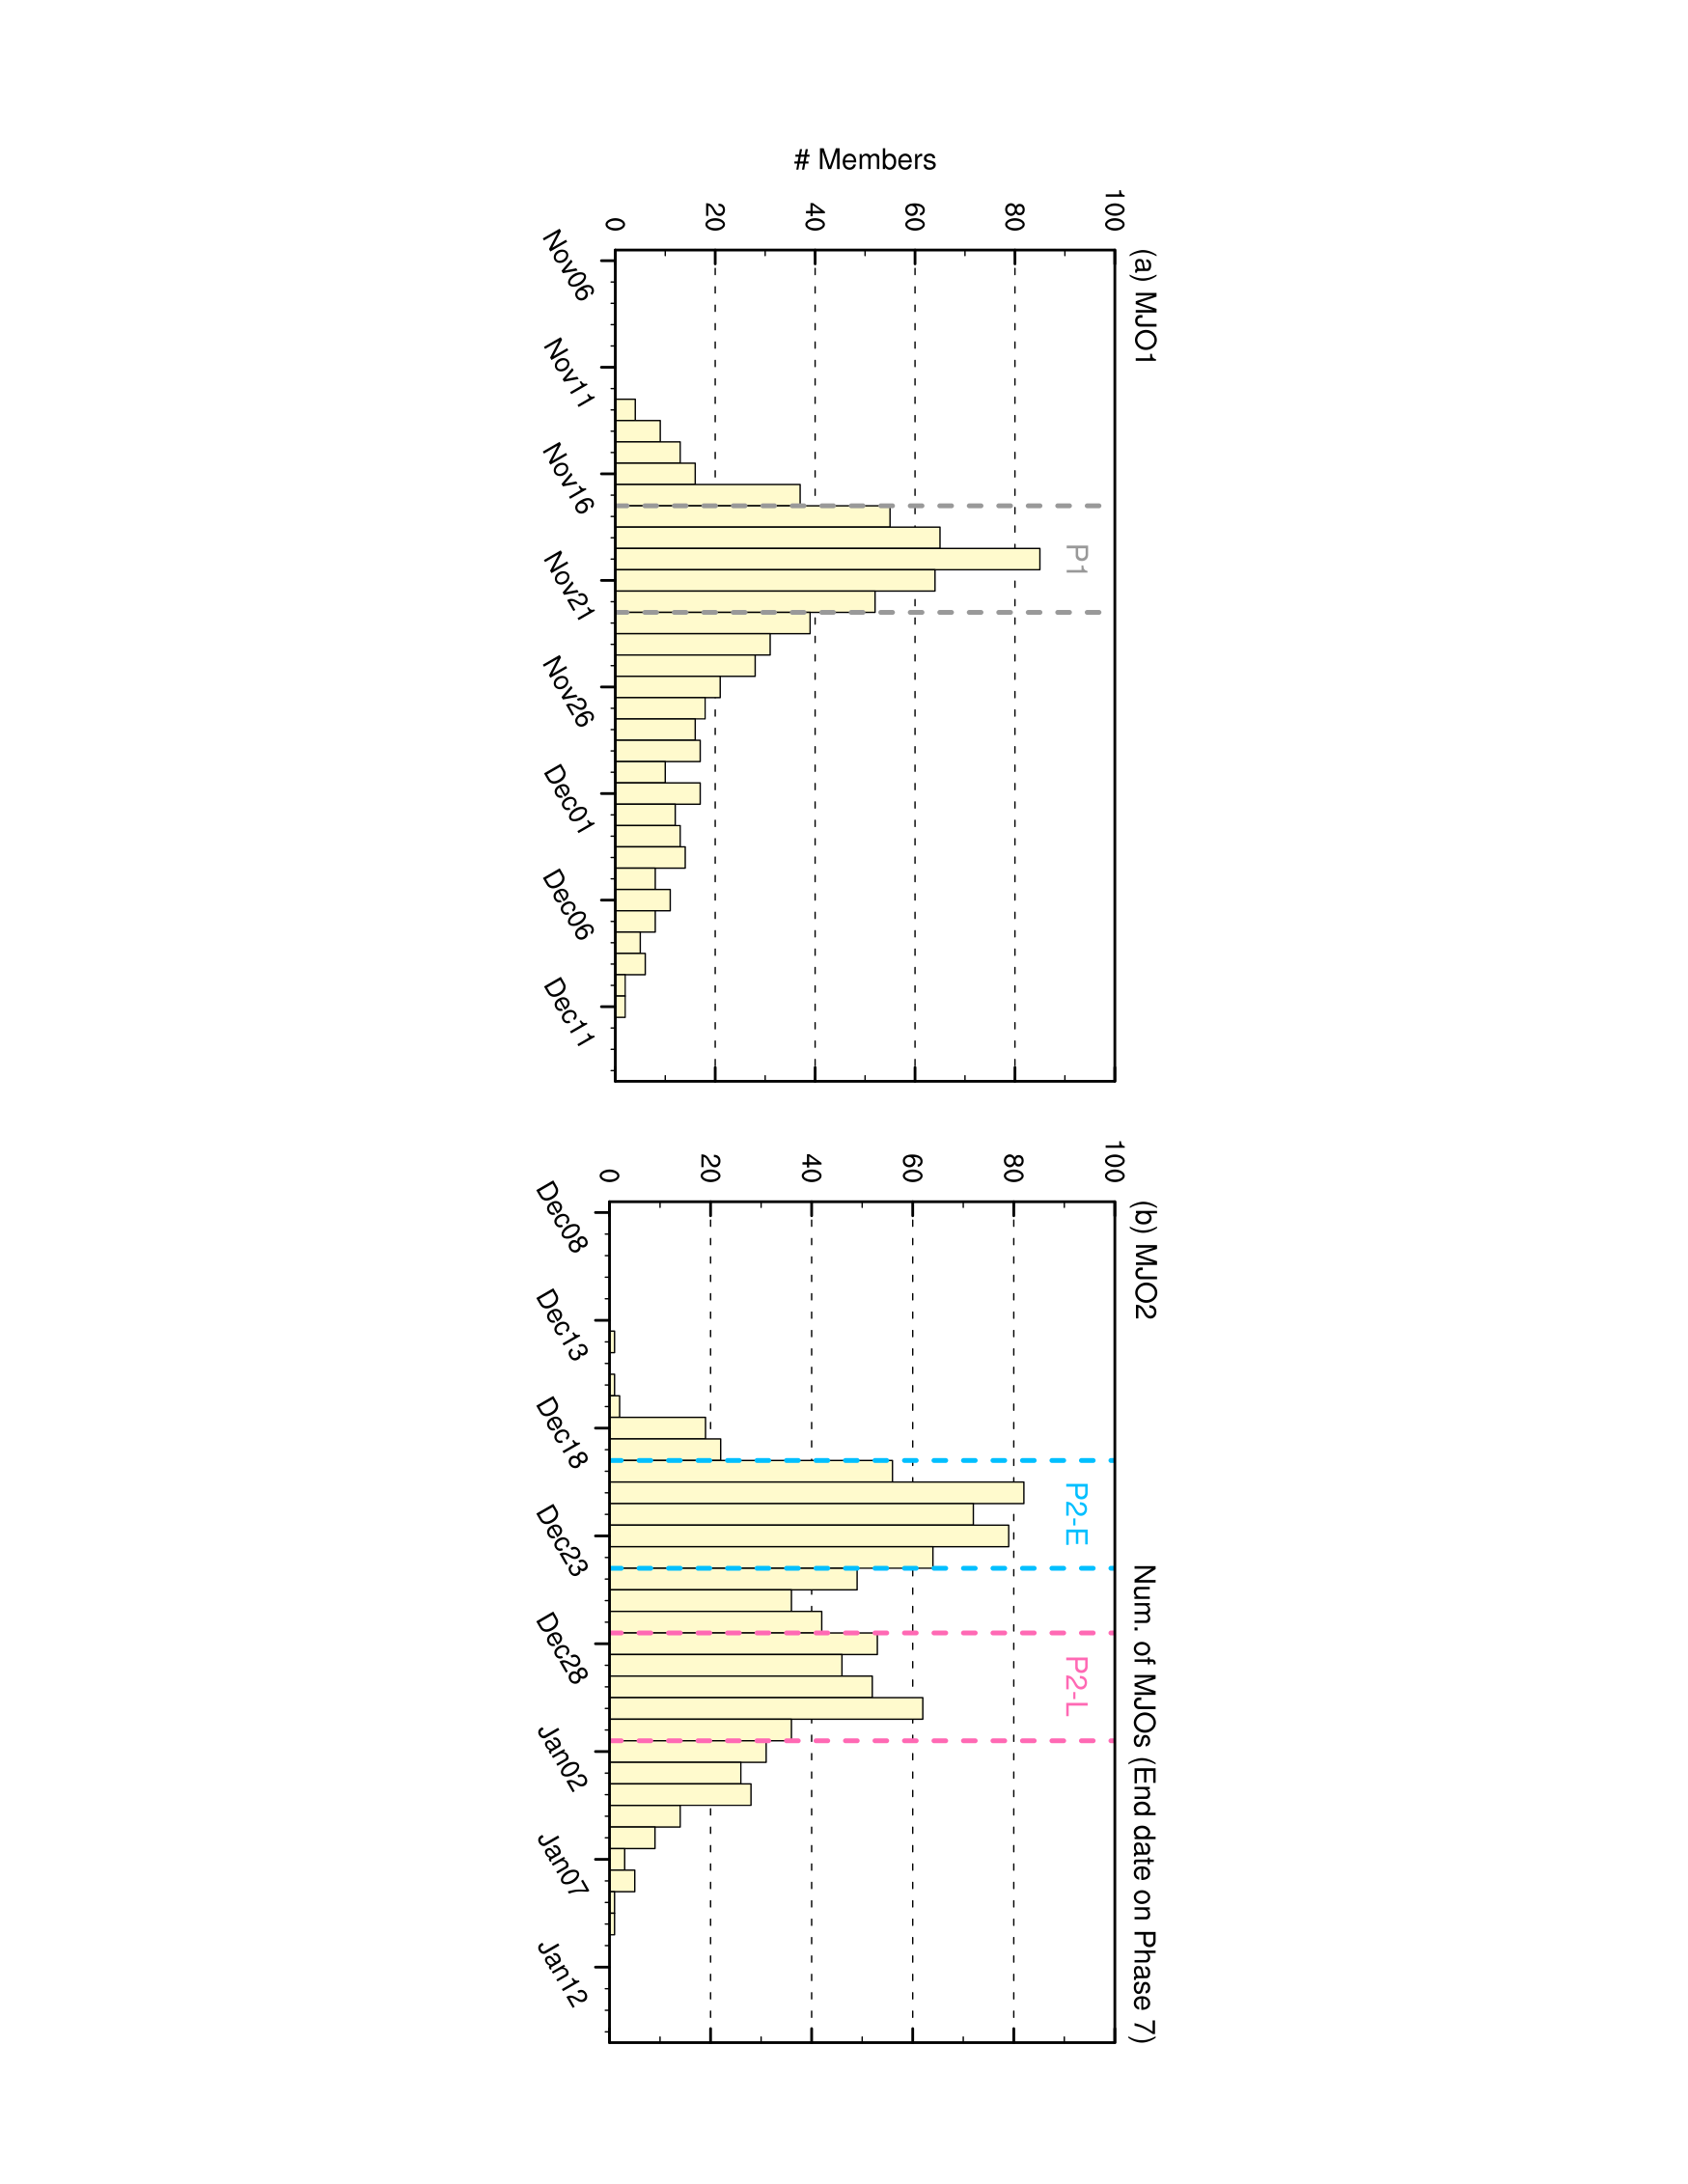 (a) MJO1
# Members
100
80
60
40
20
0
P1
Nov06
Nov11
Nov16
Nov21
Nov26
Dec01
Dec06
Dec11
(b) MJO2
Num. of MJOs (End date on Phase 7)
100
80
60
40
20
0
P2-E
P2-L
Dec08
Dec13
Dec18
Dec23
Dec28
Jan02
Jan07
Jan12